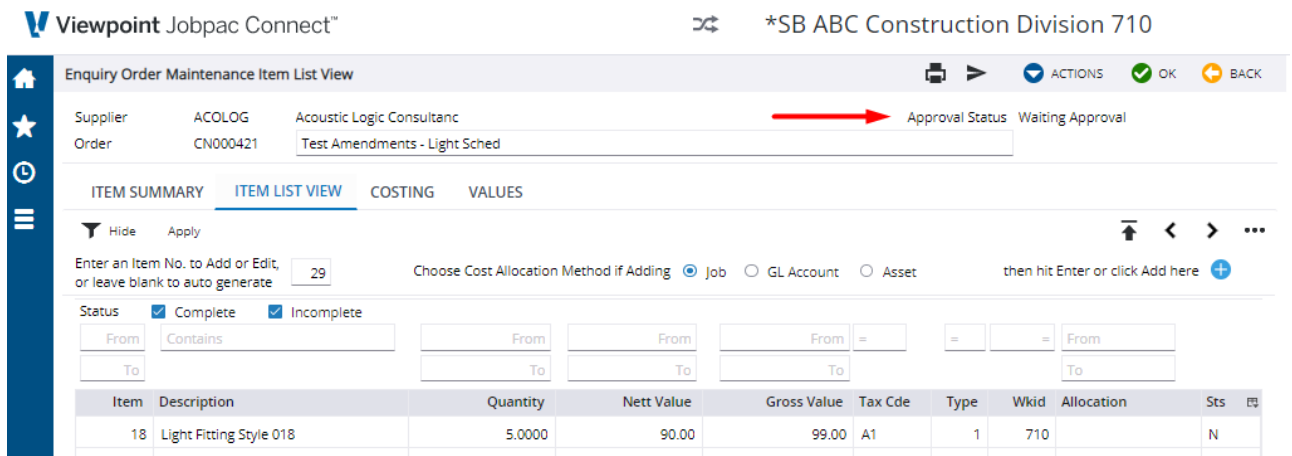 Viewpoint Jobpac Connect™ *SB ABC Construction Division 710
Enquiry Order Maintenance Item List View ACTIONS OK BACK
Supplier ACOLOG Acoustic Logic Consultanc Approval Status Waiting Approval
Order CN000421 Test Amendments - Light Sched
ITEM SUMMARY ITEM LIST VIEW COSTING VALUES
Hide Apply
Enter an Item No. to Add or Edit,
or leave blank to auto generate 29 Choose Cost Allocation Method if Adding Job GL Account Asset then hit Enter or click Add here
Status Complete Incomplete
From Contains From From From = = = From
To To To To To
Item Description Quantity Nett Value Gross Value Tax Cde Type Wkid Allocation Sts
18 Light Fitting Style 018 5.0000 90.00 99.00 A1 1 710 N